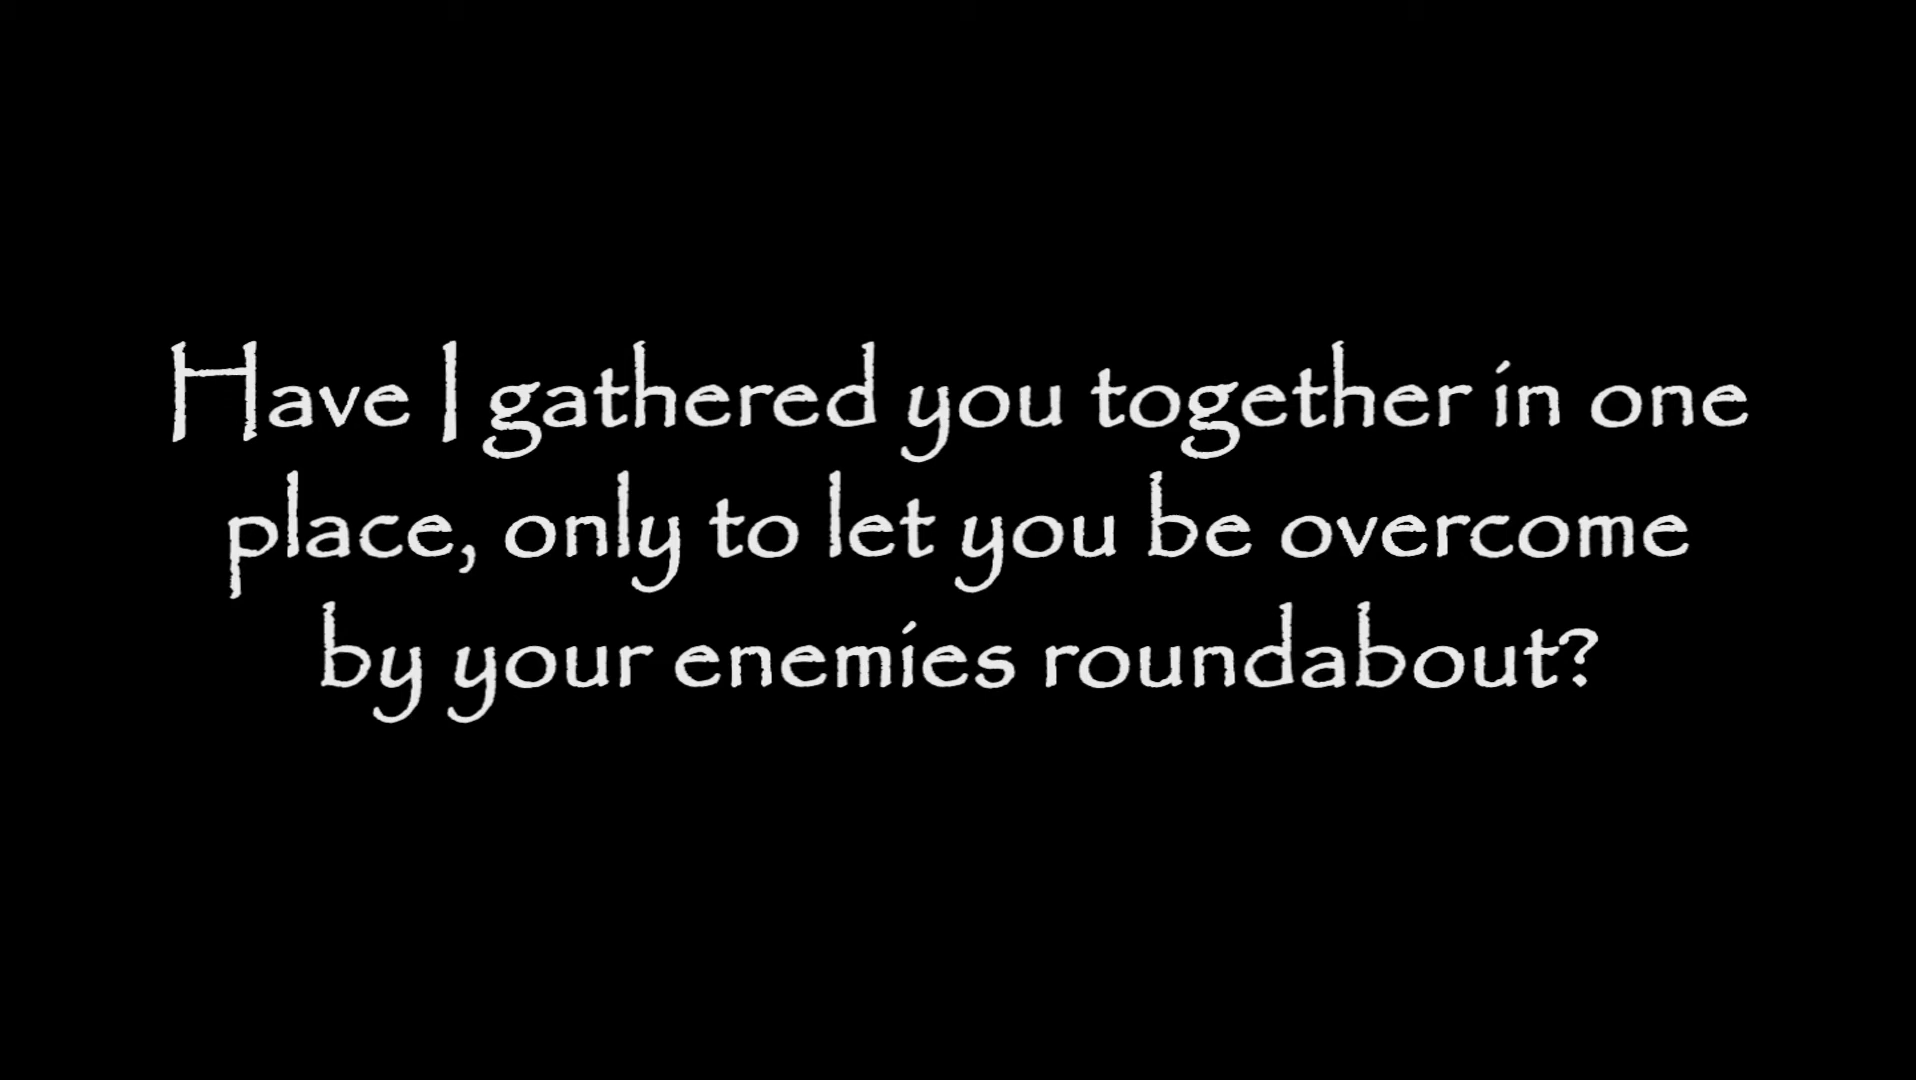 Have I gathered you together in one
place, only to let you be overcome
by your enemies roundabout?